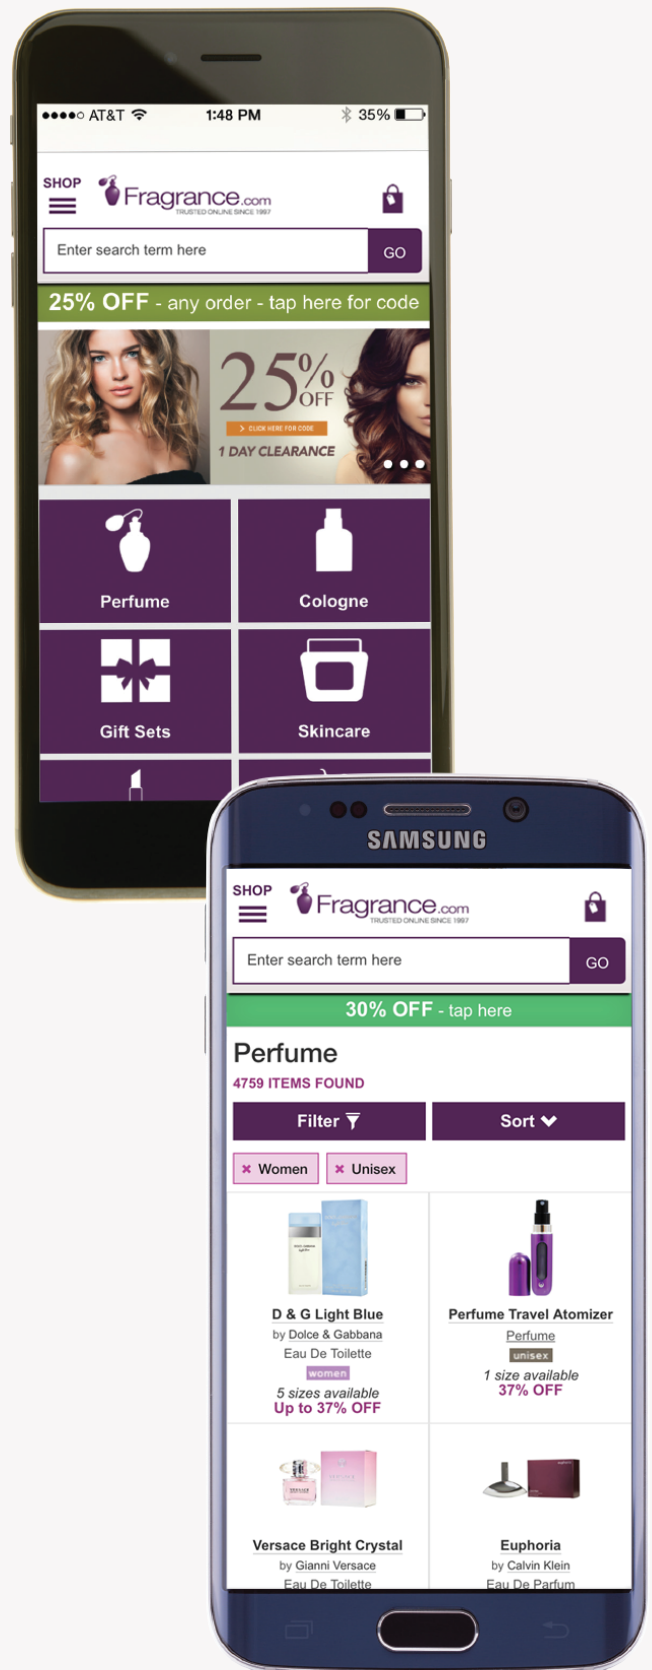 AT&T 1:48 PM 35%
SHOP
Fragrance.com
TRUSTED ONLINE SINCE 1997
Enter search term here GO
25% OFF - any order - tap here for code
25% OFF
> CLICK HERE FOR CODE
1 DAY CLEARANCE
Perfume Cologne
Gift Sets Skincare
SAMSUNG
SHOP
Fragrance.com
TRUSTED ONLINE SINCE 1997
Enter search term here GO
30% OFF - tap here
Perfume
4759 ITEMS FOUND
Filter Sort
× Women × Unisex
D & G Light Blue
by Dolce & Gabbana
Eau De Toilette
women
5 sizes available
Up to 37% OFF
Perfume Travel Atomizer
Perfume
unisex
1 size available
37% OFF
Versace Bright Crystal
by Gianni Versace
Eau De Toilette
Euphoria
by Calvin Klein
Eau De Parfum